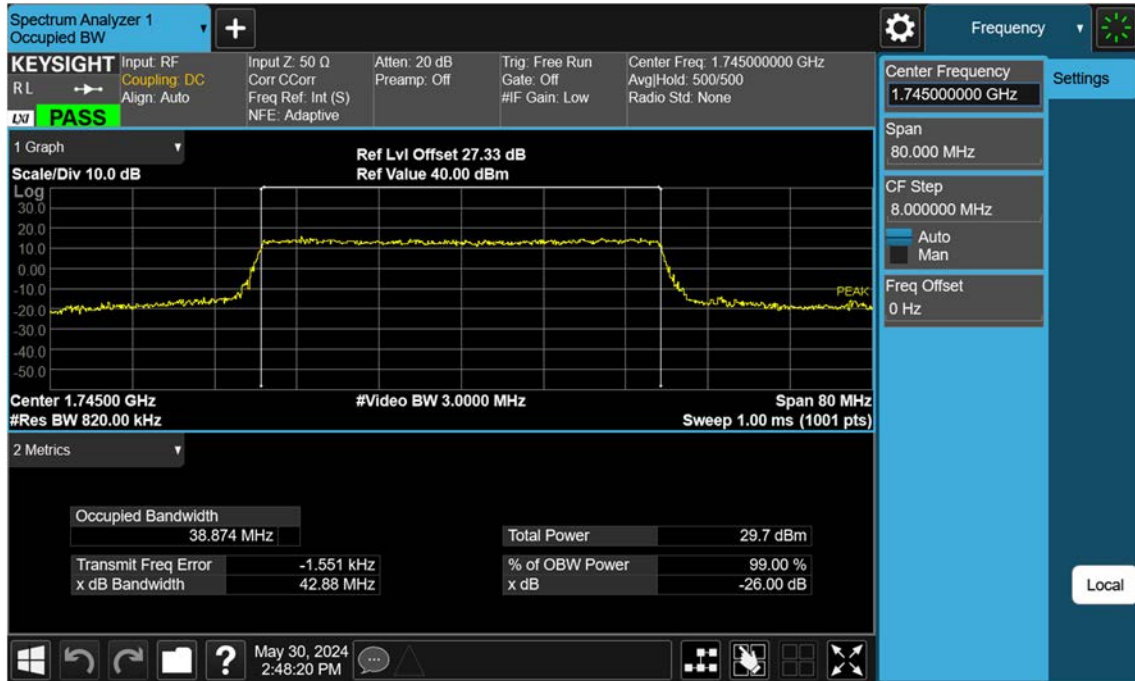 Spectrum Analyzer 1
Occupied BW
+
Frequency
KEYSIGHT
R L
LXI
PASS
Input: RF
Coupling: DC
Align: Auto
Input Z: 50 Ω
Corr CCorr
Freq Ref: Int (S)
NFE: Adaptive
Atten: 20 dB
Preamp: Off
Trig: Free Run
Gate: Off
#IF Gain: Low
Center Freq: 1.745000000 GHz
Avg|Hold: 500/500
Radio Std: None
1 Graph
Scale/Div 10.0 dB
Ref Lvl Offset 27.33 dB
Ref Value 40.00 dBm
Log
30.0
20.0
10.0
0.00
-10.0
-20.0
-30.0
-40.0
-50.0
PEAK
Center 1.74500 GHz
#Video BW 3.0000 MHz
Span 80 MHz
#Res BW 820.00 kHz
Sweep 1.00 ms (1001 pts)
2 Metrics
Occupied Bandwidth
38.874 MHz
Total Power 29.7 dBm
Transmit Freq Error -1.551 kHz
% of OBW Power 99.00 %
x dB Bandwidth 42.88 MHz
x dB -26.00 dB
Center Frequency
1.745000000 GHz
Settings
Span
80.000 MHz
CF Step
8.000000 MHz
Auto
Man
Freq Offset
0 Hz
Local
?
May 30, 2024
2:48:20 PM